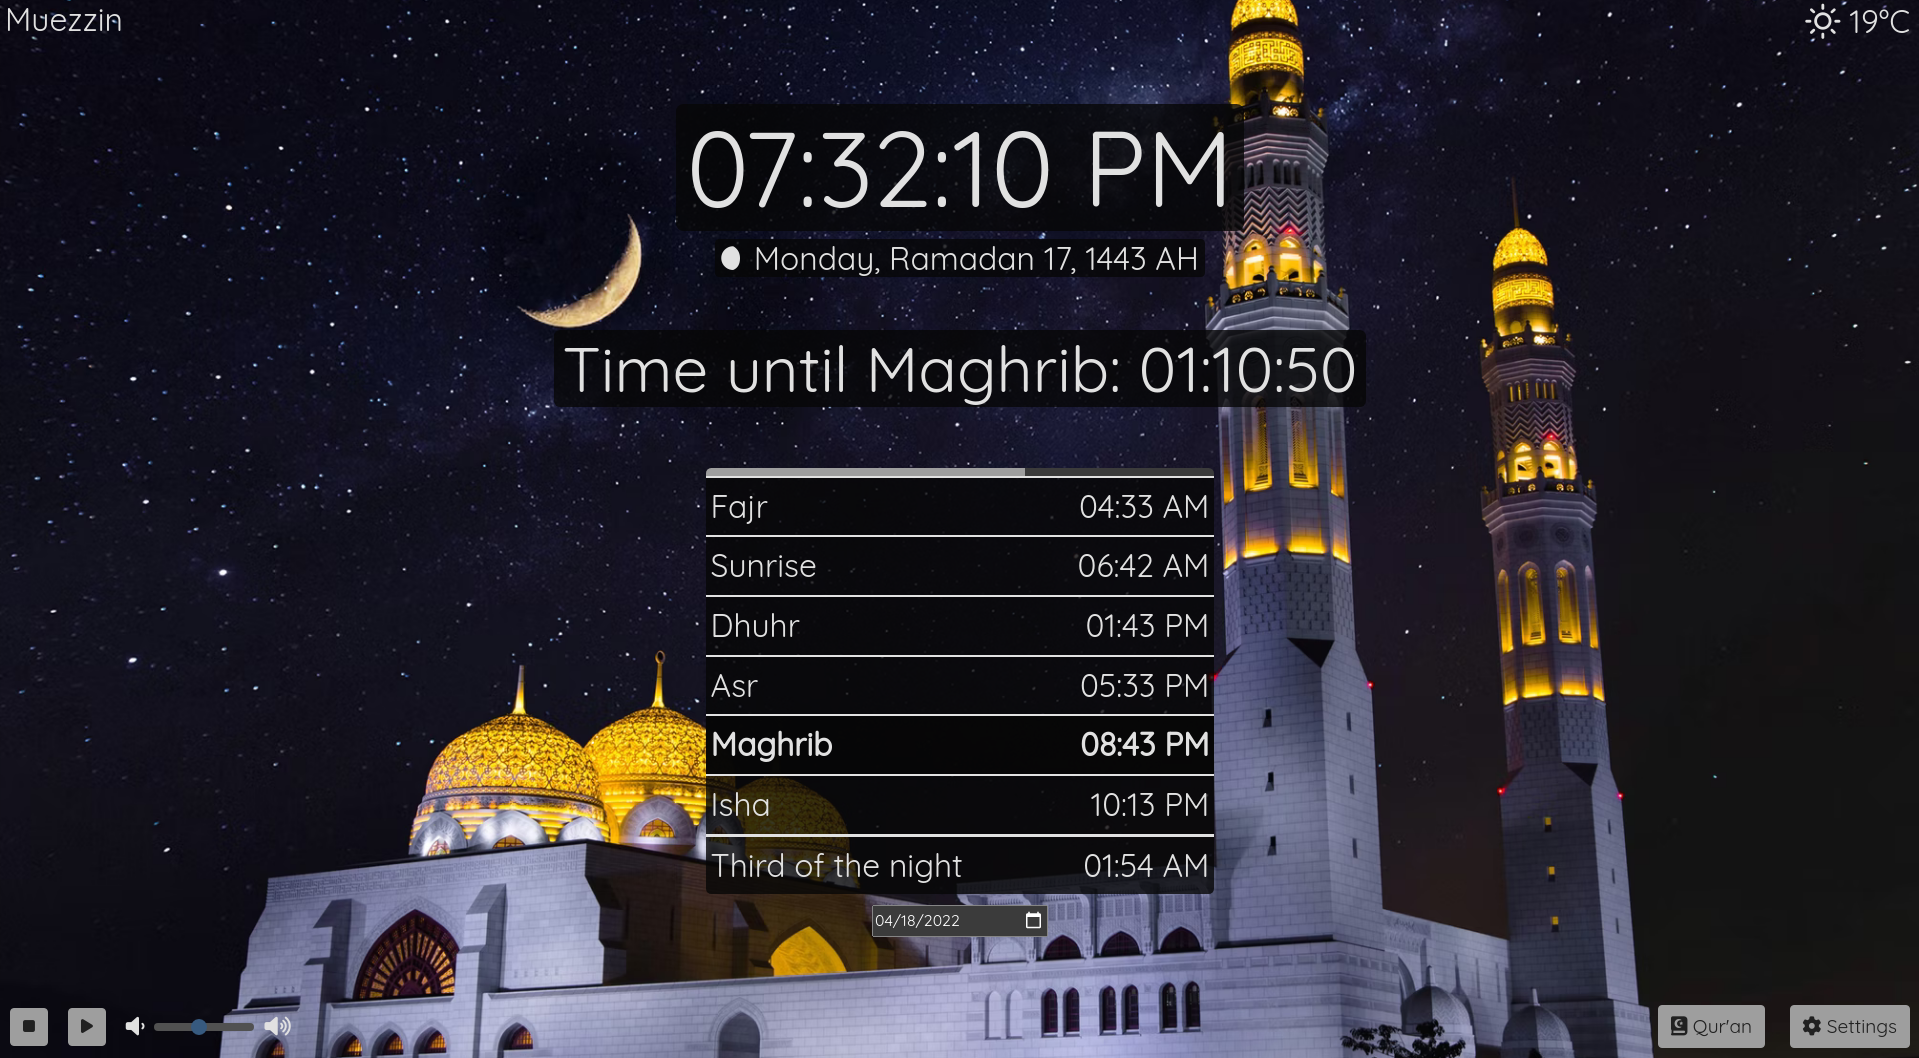 Muezzin
19°C
07:32:10 PM
Monday, Ramadan 17, 1443 AH
Time until Maghrib: 01:10:50
Fajr 04:33 AM
Sunrise 06:42 AM
Dhuhr 01:43 PM
Asr 05:33 PM
Maghrib 08:43 PM
Isha 10:13 PM
Third of the night 01:54 AM
04/18/2022
Qur'an
Settings